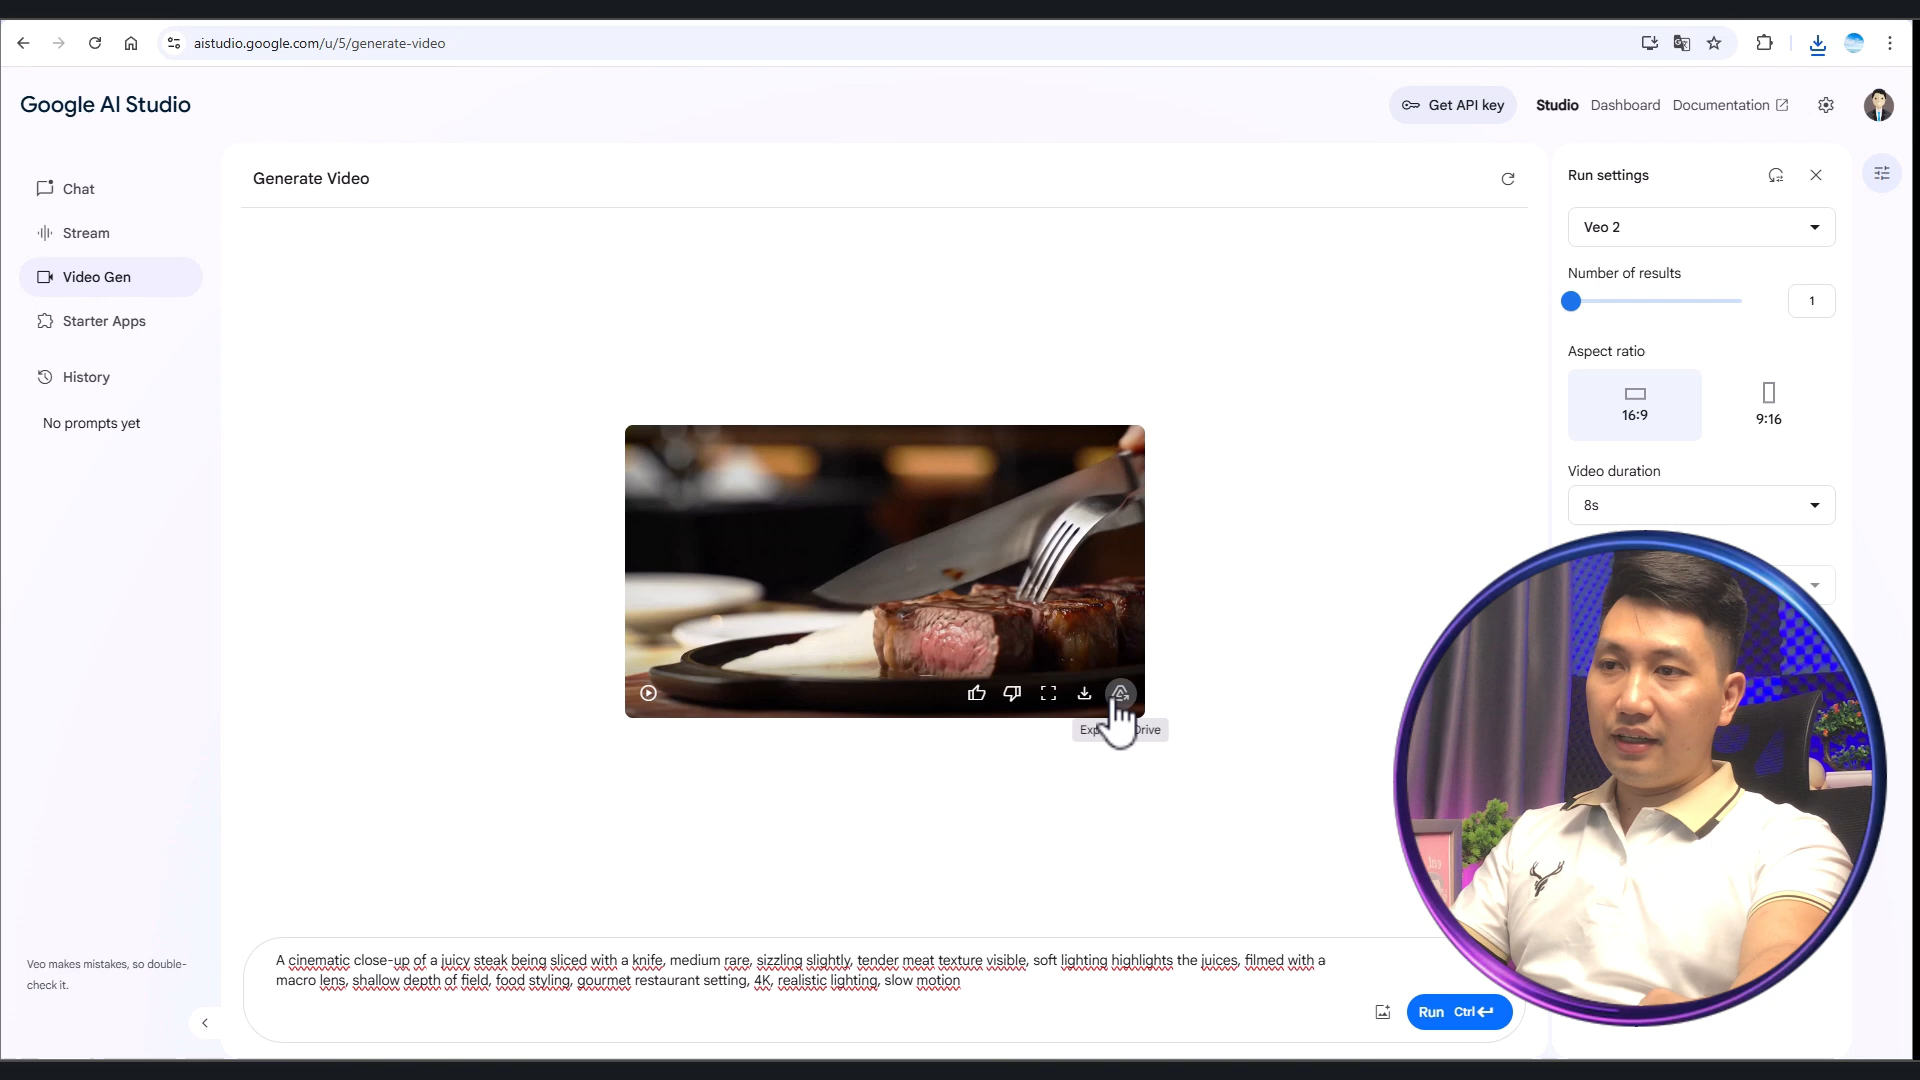 aistudio.google.com/u/5/generate-video
Google AI Studio
Get API key
Studio
Dashboard
Documentation
Chat
Stream
Video Gen
Starter Apps
History
No prompts yet
Veo makes mistakes, so double-
check it.
Generate Video
Drive
A cinematic close-up of a juicy steak being sliced with a knife, medium rare, sizzling slightly, tender meat texture visible, soft lighting highlights the juices, filmed with a
macro lens, shallow depth of field, food styling, gourmet restaurant setting, 4K, realistic lighting, slow motion
Run Ctrl
Run settings
Veo 2
Number of results
1
Aspect ratio
16:9
9:16
Video duration
8s